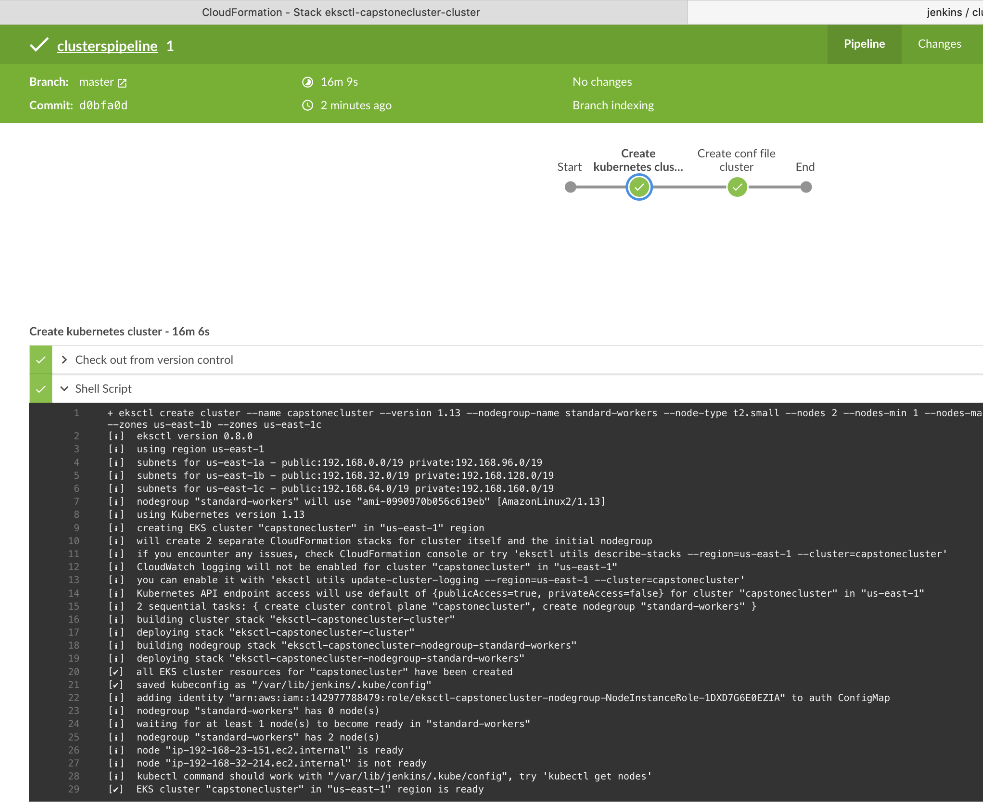 CloudFormation - Stack eksctl-capstonecluster-cluster
jenkins /
clusterspipeline 1
Pipeline
Changes
Branch: master
16m 9s
No changes
Commit: d0bfa0d
2 minutes ago
Branch indexing
Start
Create
kubernetes clus...
Create conf file
cluster
End
Create kubernetes cluster - 16m 6s
Check out from version control
Shell Script
1 + eksctl create cluster --name capstonecluster --version 1.13 --nodegroup-name standard-workers --node-type t2.small --nodes 2 --nodes-min 1
--zones us-east-1b --zones us-east-1c
2 [ℹ] eksctl version 0.8.0
3 [ℹ] using region us-east-1
4 [ℹ] subnets for us-east-1a - public:192.168.0.0/19 private:192.168.96.0/19
5 [ℹ] subnets for us-east-1b - public:192.168.32.0/19 private:192.168.128.0/19
6 [ℹ] subnets for us-east-1c - public:192.168.64.0/19 private:192.168.160.0/19
7 [ℹ] nodegroup "standard-workers" will use "ami-0990970b056c619eb" [AmazonLinux2/1.13]
8 [ℹ] using Kubernetes version 1.13
9 [ℹ] creating EKS cluster "capstonecluster" in "us-east-1" region
10 [ℹ] will create 2 separate CloudFormation stacks for cluster itself and the initial nodegroup
11 [ℹ] if you encounter any issues, check CloudFormation console or try 'eksctl utils describe-stacks --region=us-east-1 --cluster=capstonecluster'
12 [ℹ] CloudWatch logging will not be enabled for cluster "capstonecluster" in "us-east-1"
13 [ℹ] you can enable it with 'eksctl utils update-cluster-logging --region=us-east-1 --cluster=capstonecluster'
14 [ℹ] Kubernetes API endpoint access will use default of {publicAccess=true, privateAccess=false} for cluster "capstonecluster" in "us-east-1"
15 [ℹ] 2 sequential tasks: { create cluster control plane "capstonecluster", create nodegroup "standard-workers" }
16 [ℹ] building cluster stack "eksctl-capstonecluster-cluster"
17 [ℹ] deploying stack "eksctl-capstonecluster-cluster"
18 [ℹ] building nodegroup stack "eksctl-capstonecluster-nodegroup-standard-workers"
19 [ℹ] deploying stack "eksctl-capstonecluster-nodegroup-standard-workers"
20 [✔] all EKS cluster resources for "capstonecluster" have been created
21 [✔] saved kubeconfig as "/var/lib/jenkins/.kube/config"
22 [ℹ] adding identity "arn:aws:iam::142977788479:role/eksctl-capstonecluster-nodegroup-NodeInstanceRole-1DXD7G6E0EZIA" to auth ConfigMap
23 [ℹ] nodegroup "standard-workers" has 0 node(s)
24 [ℹ] waiting for at least 1 node(s) to become ready in "standard-workers"
25 [ℹ] nodegroup "standard-workers" has 2 node(s)
26 [ℹ] node "ip-192-168-23-151.ec2.internal" is ready
27 [ℹ] node "ip-192-168-32-214.ec2.internal" is not ready
28 [ℹ] kubectl command should work with "/var/lib/jenkins/.kube/config", try 'kubectl get nodes'
29 [✔] EKS cluster "capstonecluster" in "us-east-1" region is ready